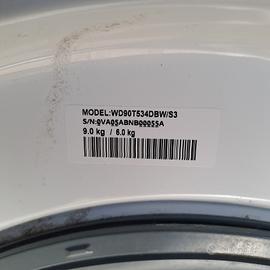 MODEL:WD90T534DBW/S3
S/N:0VA05ABNB00055A
9.0 kg / 6.0 kg